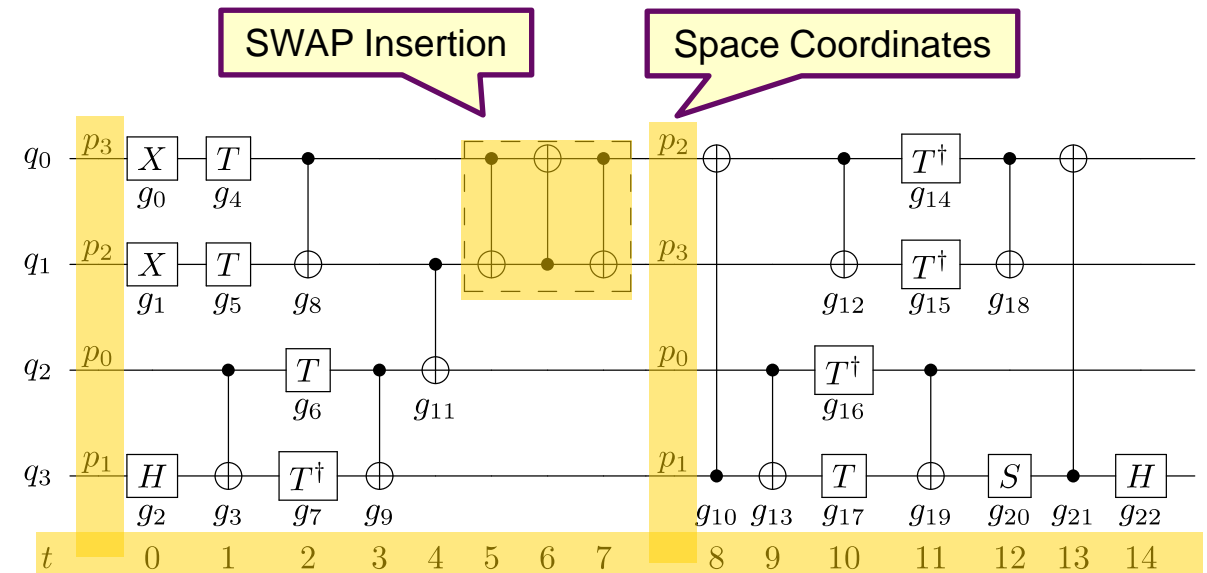 SWAP Insertion
Space Coordinates
q₀ p₃ X T p₂ T†
g₀ g₄ g₁₄
q₁ p₂ X T p₃ T†
g₁ g₅ g₈ g₁₂ g₁₅ g₁₈
q₂ p₀ T p₀ T†
g₆ g₁₁ g₁₆
q₃ p₁ H T† p₁ T S H
g₂ g₃ g₇ g₉ g₁₀ g₁₃ g₁₇ g₁₉ g₂₀ g₂₁ g₂₂
t 0 1 2 3 4 5 6 7 8 9 10 11 12 13 14